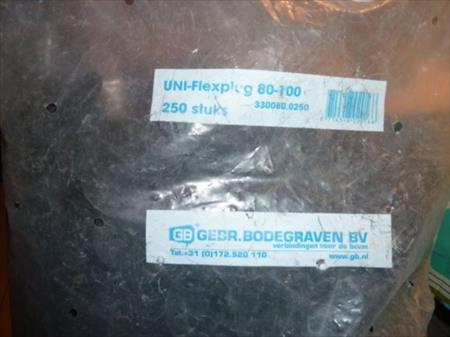 UNI-Flexplug 80-100
250 stuks 330080.0250
GB GEBR.BODEGRAVEN BV
verbindingen voor de bouw
Tel.+31 (0)172.520 110 www.gb.nl